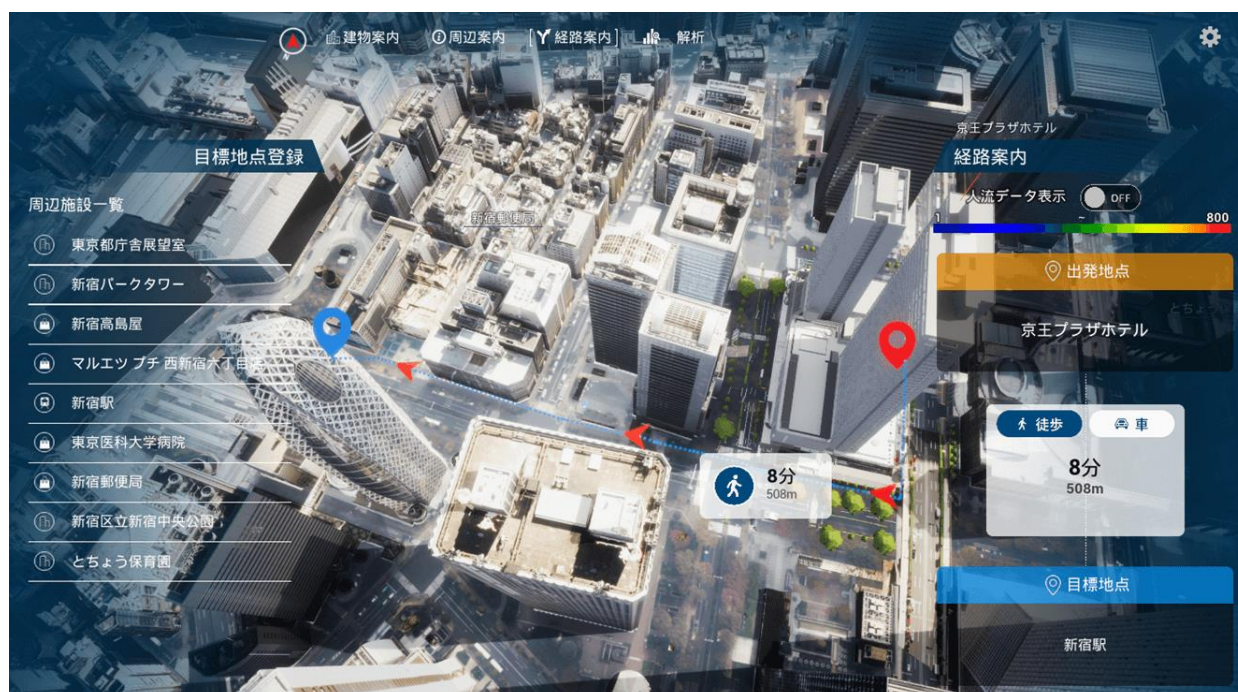 N
建物案内
周辺案内
[ 経路案内 ]
解析
目標地点登録
周辺施設一覧
東京都庁舎展望室
新宿パークタワー
新宿高島屋
マルエツ プチ 西新宿六丁目店
新宿駅
東京医科大学病院
新宿郵便局
新宿区立新宿中央公園
とちょう保育園
新宿郵便局
8分
508m
京王プラザホテル
経路案内
人流データ表示
OFF
1 ~ 800
出発地点
とちょう
京王プラザホテル
徒歩
車
8分
508m
目標地点
新宿駅